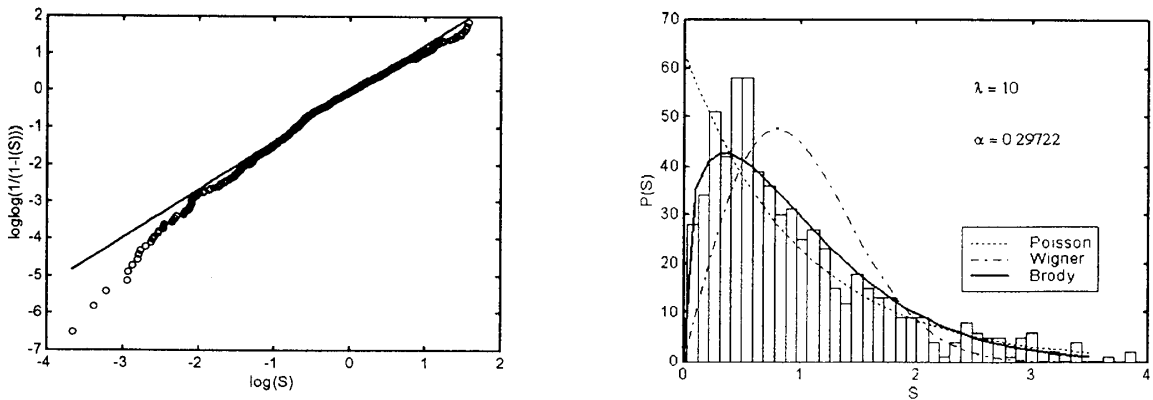 2
1
0
-1
-2
-3
-4
-5
-6
-7
loglog(1/(1-I(S)))
-4 -3 -2 -1 0 1 2
log(S)
70
60
50
40
30
20
10
0
P(S)
λ = 10
α = 0 29722
Poisson
Wigner
Brody
0 1 2 3 4
S